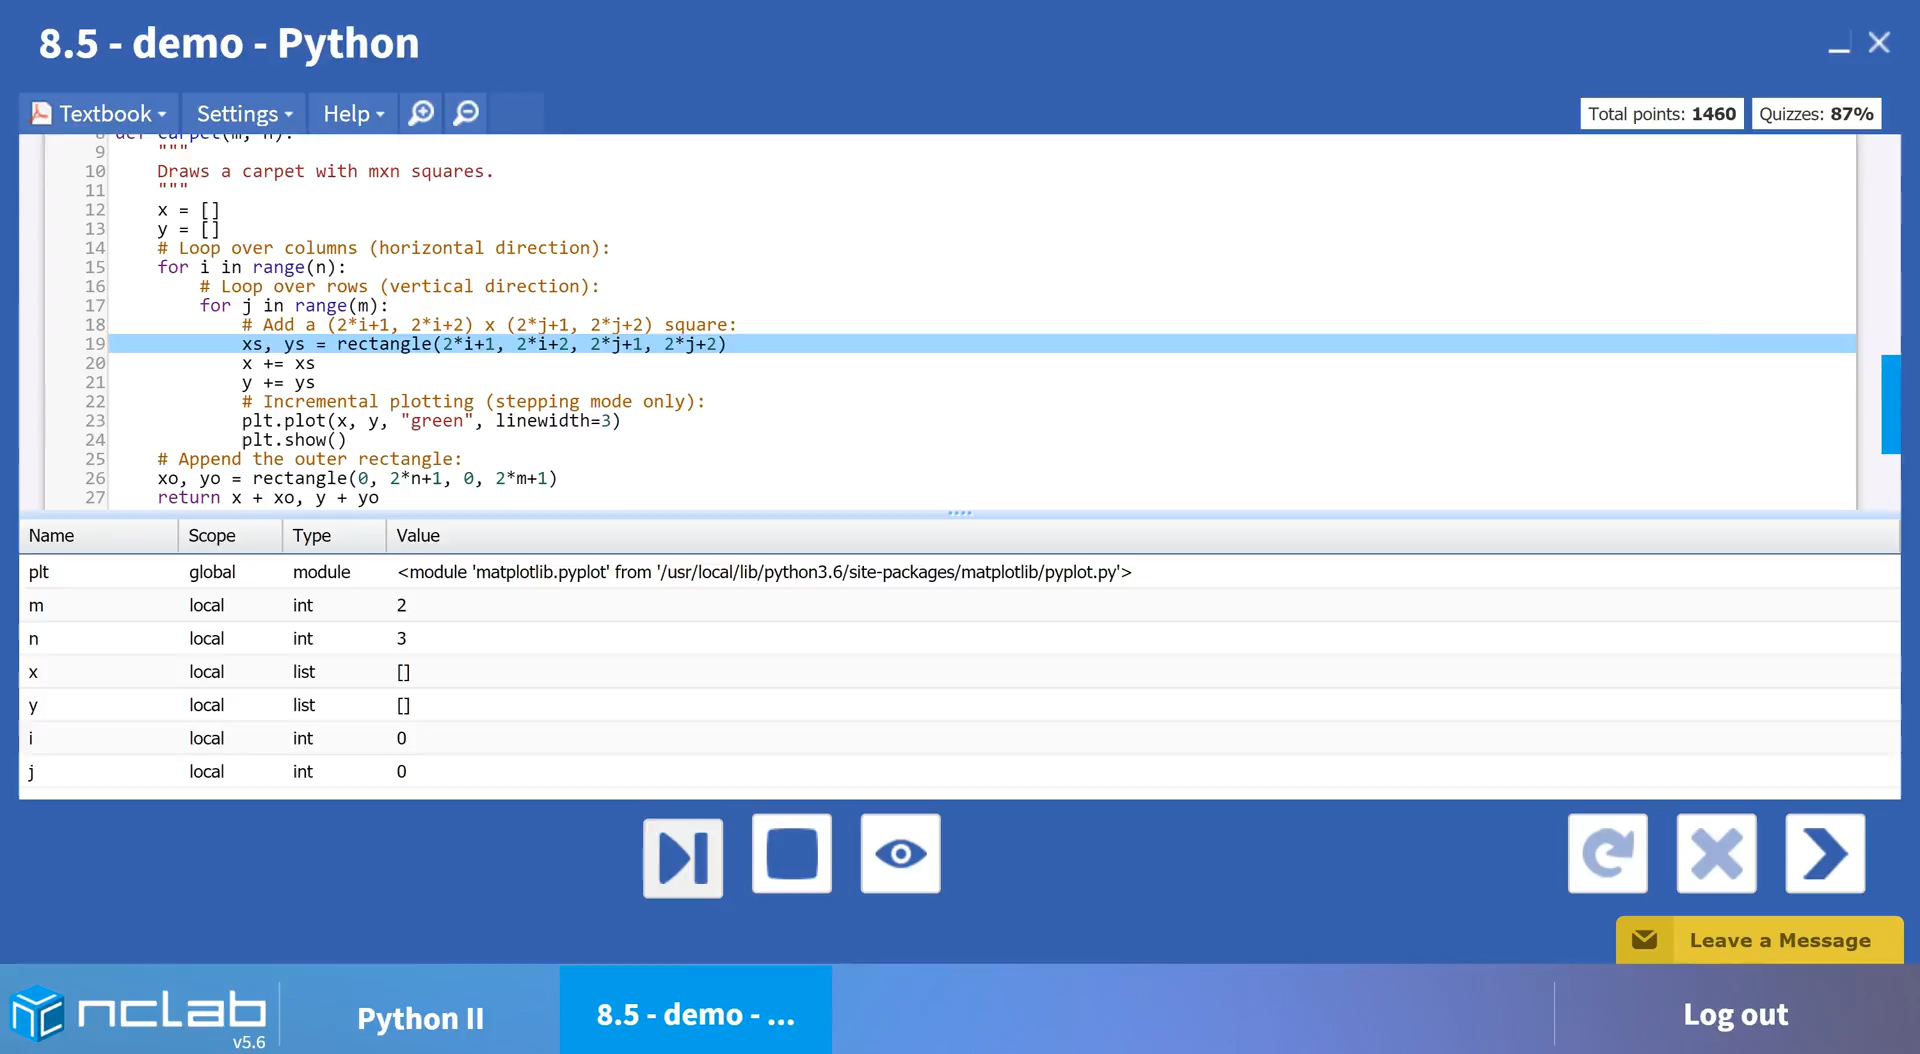 8.5 - demo - Python
Textbook Settings Help Total points: 1460 Quizzes: 87%
8 def carpet(m, n):
9 """
10 Draws a carpet with mxn squares.
11 """
12 x = []
13 y = []
14 # Loop over columns (horizontal direction):
15 for i in range(n):
16 # Loop over rows (vertical direction):
17 for j in range(m):
18 # Add a (2*i+1, 2*i+2) x (2*j+1, 2*j+2) square:
19 xs, ys = rectangle(2*i+1, 2*i+2, 2*j+1, 2*j+2)
20 x += xs
21 y += ys
22 # Incremental plotting (stepping mode only):
23 plt.plot(x, y, "green", linewidth=3)
24 plt.show()
25 # Append the outer rectangle:
26 xo, yo = rectangle(0, 2*n+1, 0, 2*m+1)
27 return x + xo, y + yo
Name Scope Type Value
plt global module <module 'matplotlib.pyplot' from '/usr/local/lib/python3.6/site-packages/matplotlib/pyplot.py'>
m local int 2
n local int 3
x local list []
y local list []
i local int 0
j local int 0
Leave a Message
nclab v5.6 Python II 8.5 - demo - ... Log out